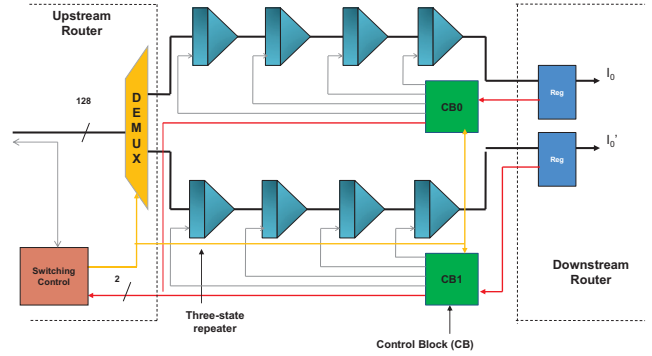 Upstream
Router
128
DEMUX
CB0
Reg
I0
Reg
I0'
Switching
Control
2
CB1
Three-state
repeater
Control Block (CB)
Downstream
Router